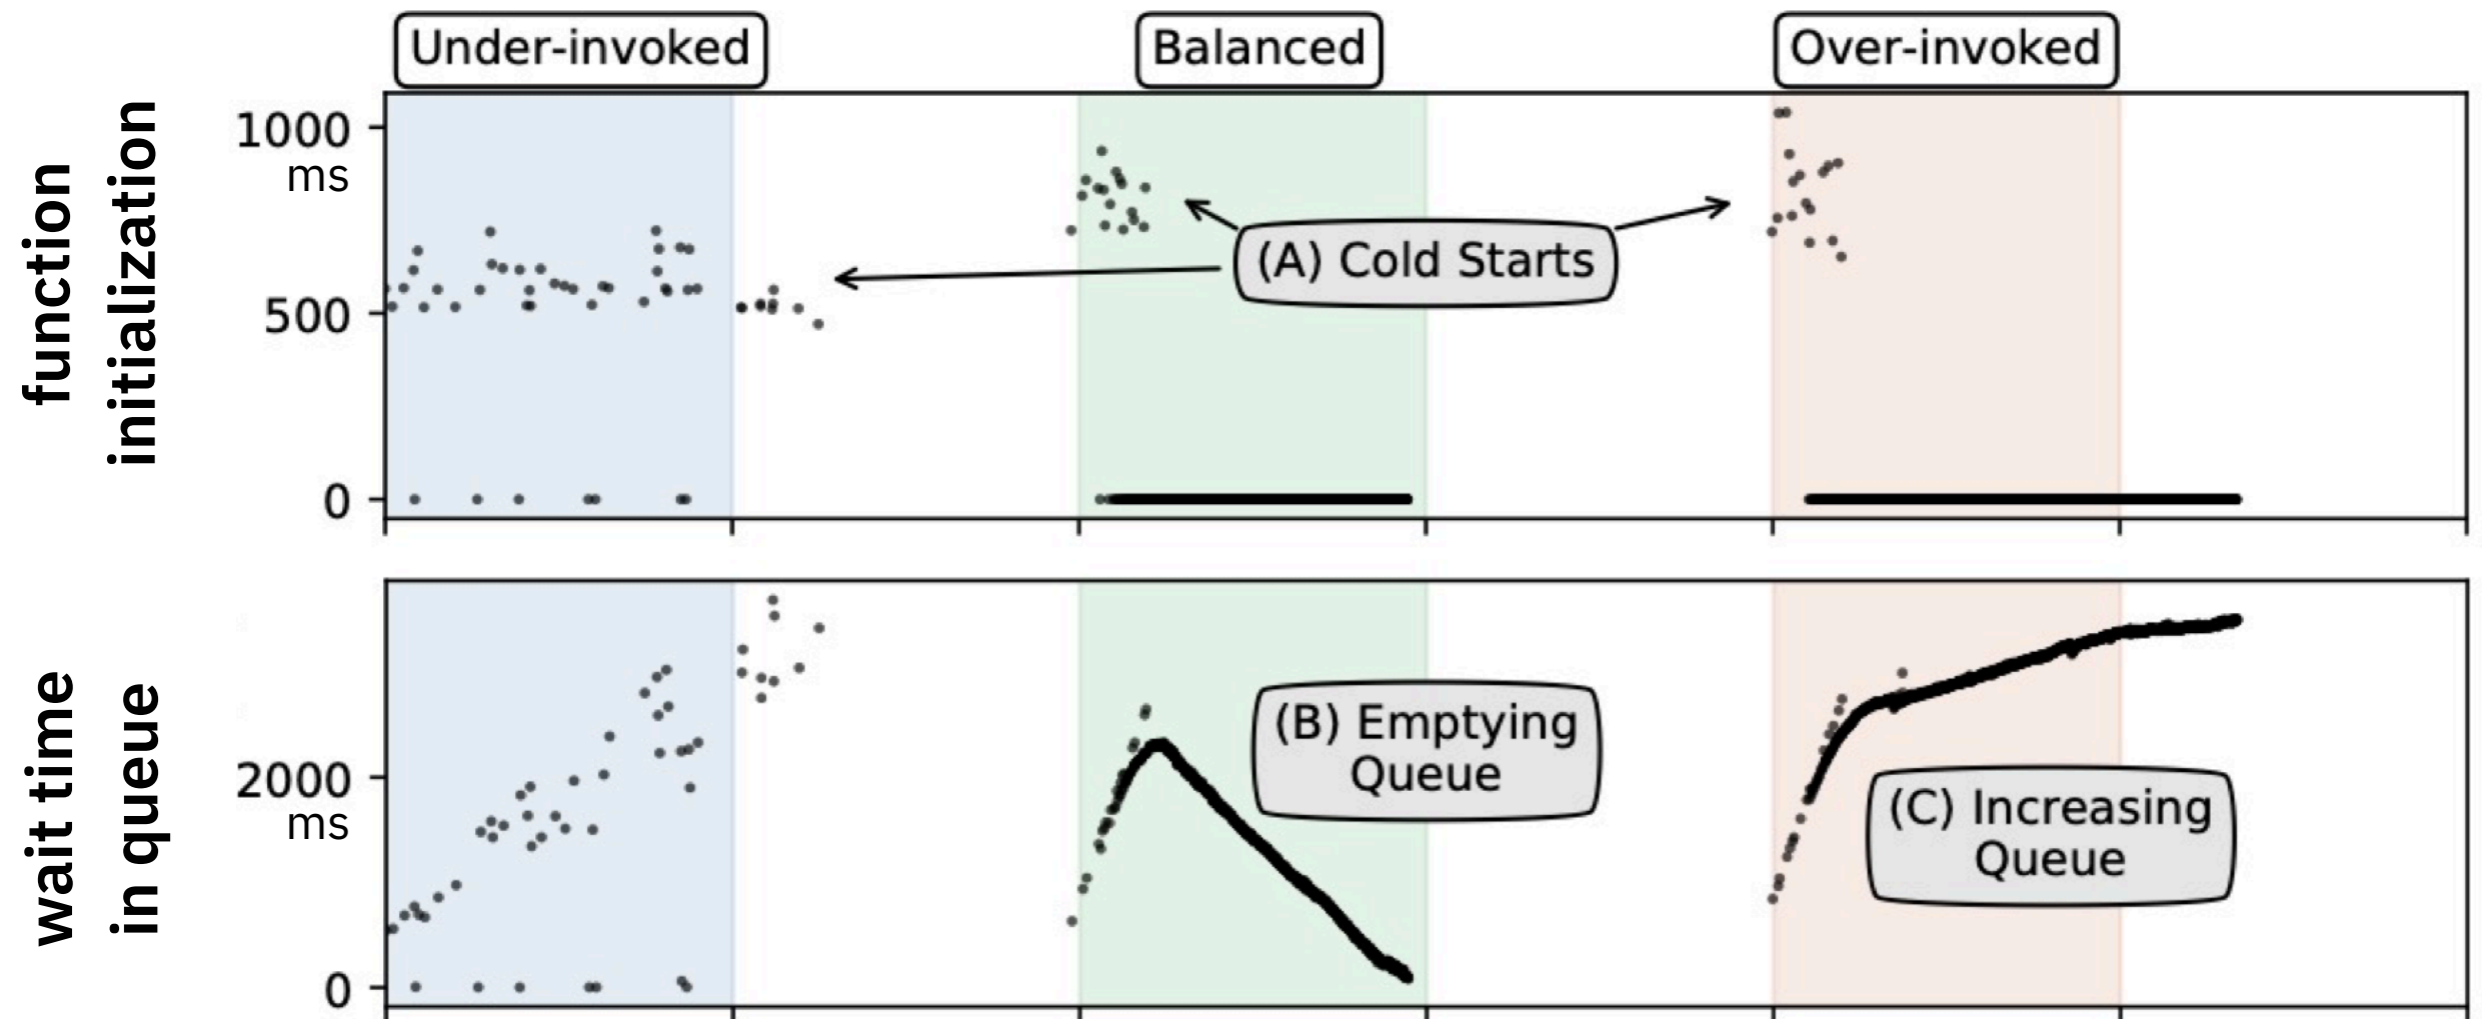 Under-invoked
Balanced
Over-invoked
function
initialization
1000
ms
500
0
(A) Cold Starts
wait time
in queue
2000
ms
0
(B) Emptying
Queue
(C) Increasing
Queue